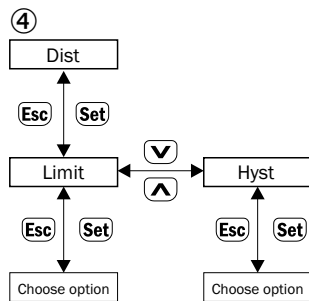 ④
Dist
Esc Set
Limit Hyst
Esc Set Esc Set
Choose option Choose option